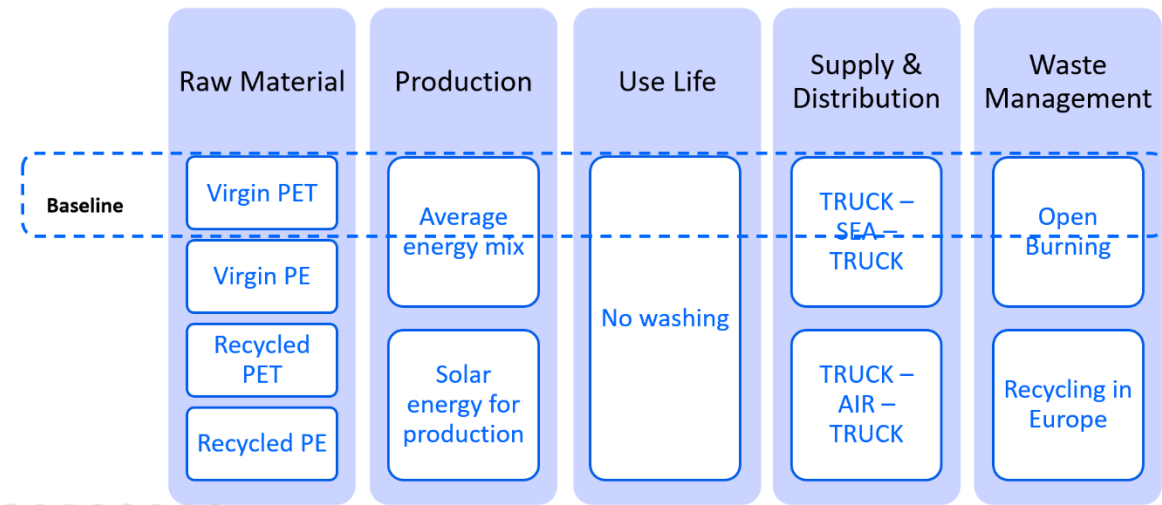 Raw Material
Production
Use Life
Supply &
Distribution
Waste
Management
Baseline
Virgin PET
Virgin PE
Recycled
PET
Recycled PE
Average
energy mix
Solar
energy for
production
No washing
TRUCK –
SEA –
TRUCK
TRUCK –
AIR –
TRUCK
Open
Burning
Recycling in
Europe